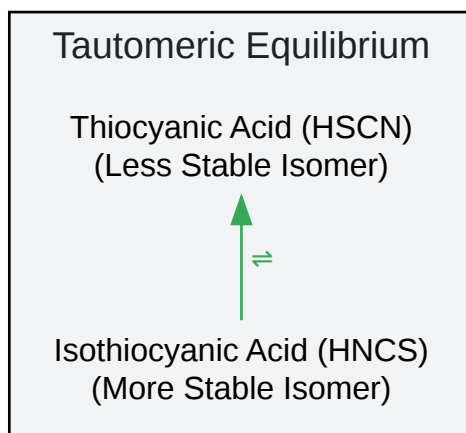 Tautomeric Equilibrium
Thiocyanic Acid (HSCN)
(Less Stable Isomer)
⇌
Isothiocyanic Acid (HNCS)
(More Stable Isomer)